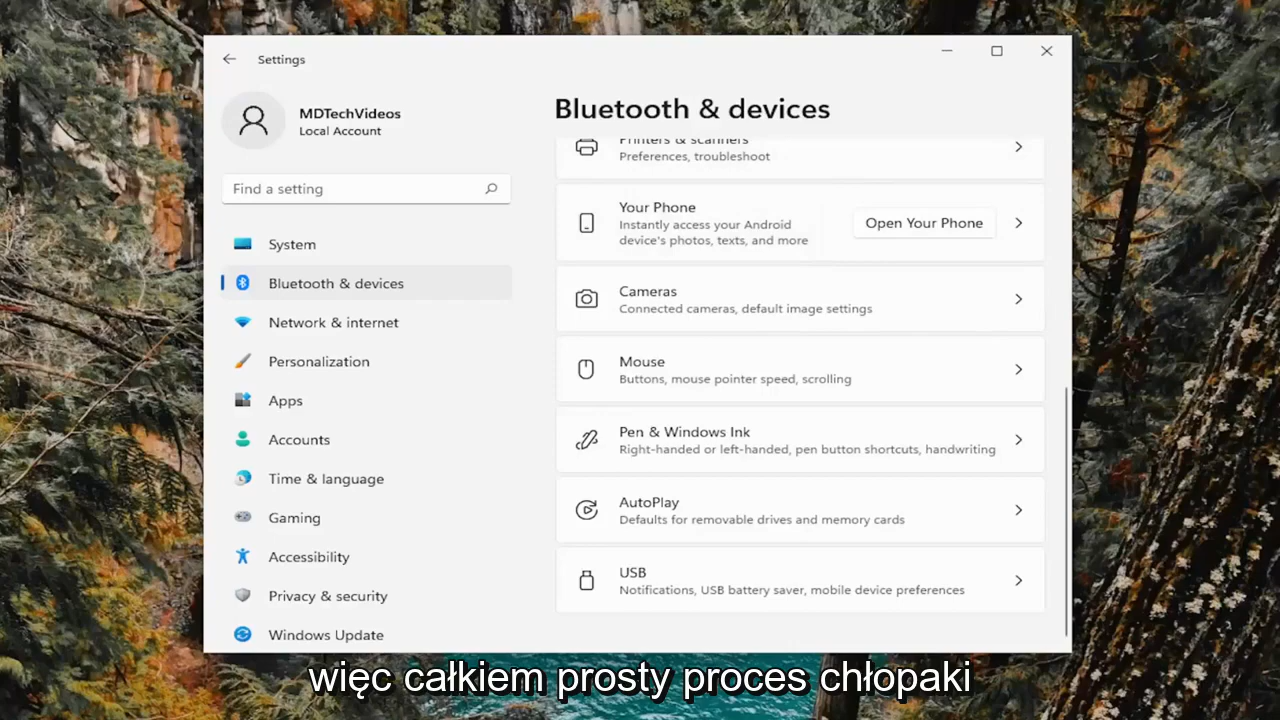 Settings
MDTechVideos
Local Account
Find a setting
System
Bluetooth & devices
Network & internet
Personalization
Apps
Accounts
Time & language
Gaming
Accessibility
Privacy & security
Windows Update
Bluetooth & devices
Printers & scanners
Preferences, troubleshoot
Your Phone
Instantly access your Android
device's photos, texts, and more
Open Your Phone
Cameras
Connected cameras, default image settings
Mouse
Buttons, mouse pointer speed, scrolling
Pen & Windows Ink
Right-handed or left-handed, pen button shortcuts, handwriting
AutoPlay
Defaults for removable drives and memory cards
USB
Notifications, USB battery saver, mobile device preferences
więc całkiem prosty proces chłopaki